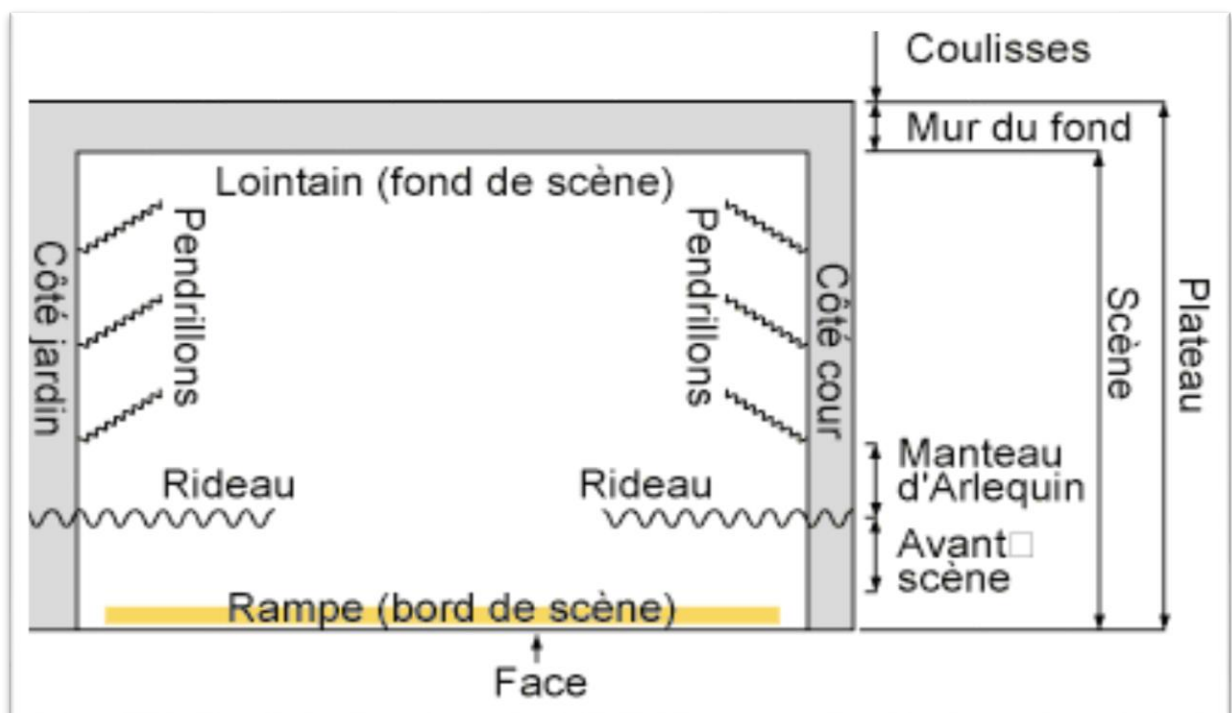 Coulisses
Mur du fond
Lointain (fond de scène)
Pendrillons
Pendrillons
Côté jardin
Côté cour
Scène
Plateau
Rideau
Rideau
Manteau
d'Arlequin
Avant□
scène
Rampe (bord de scène)
Face